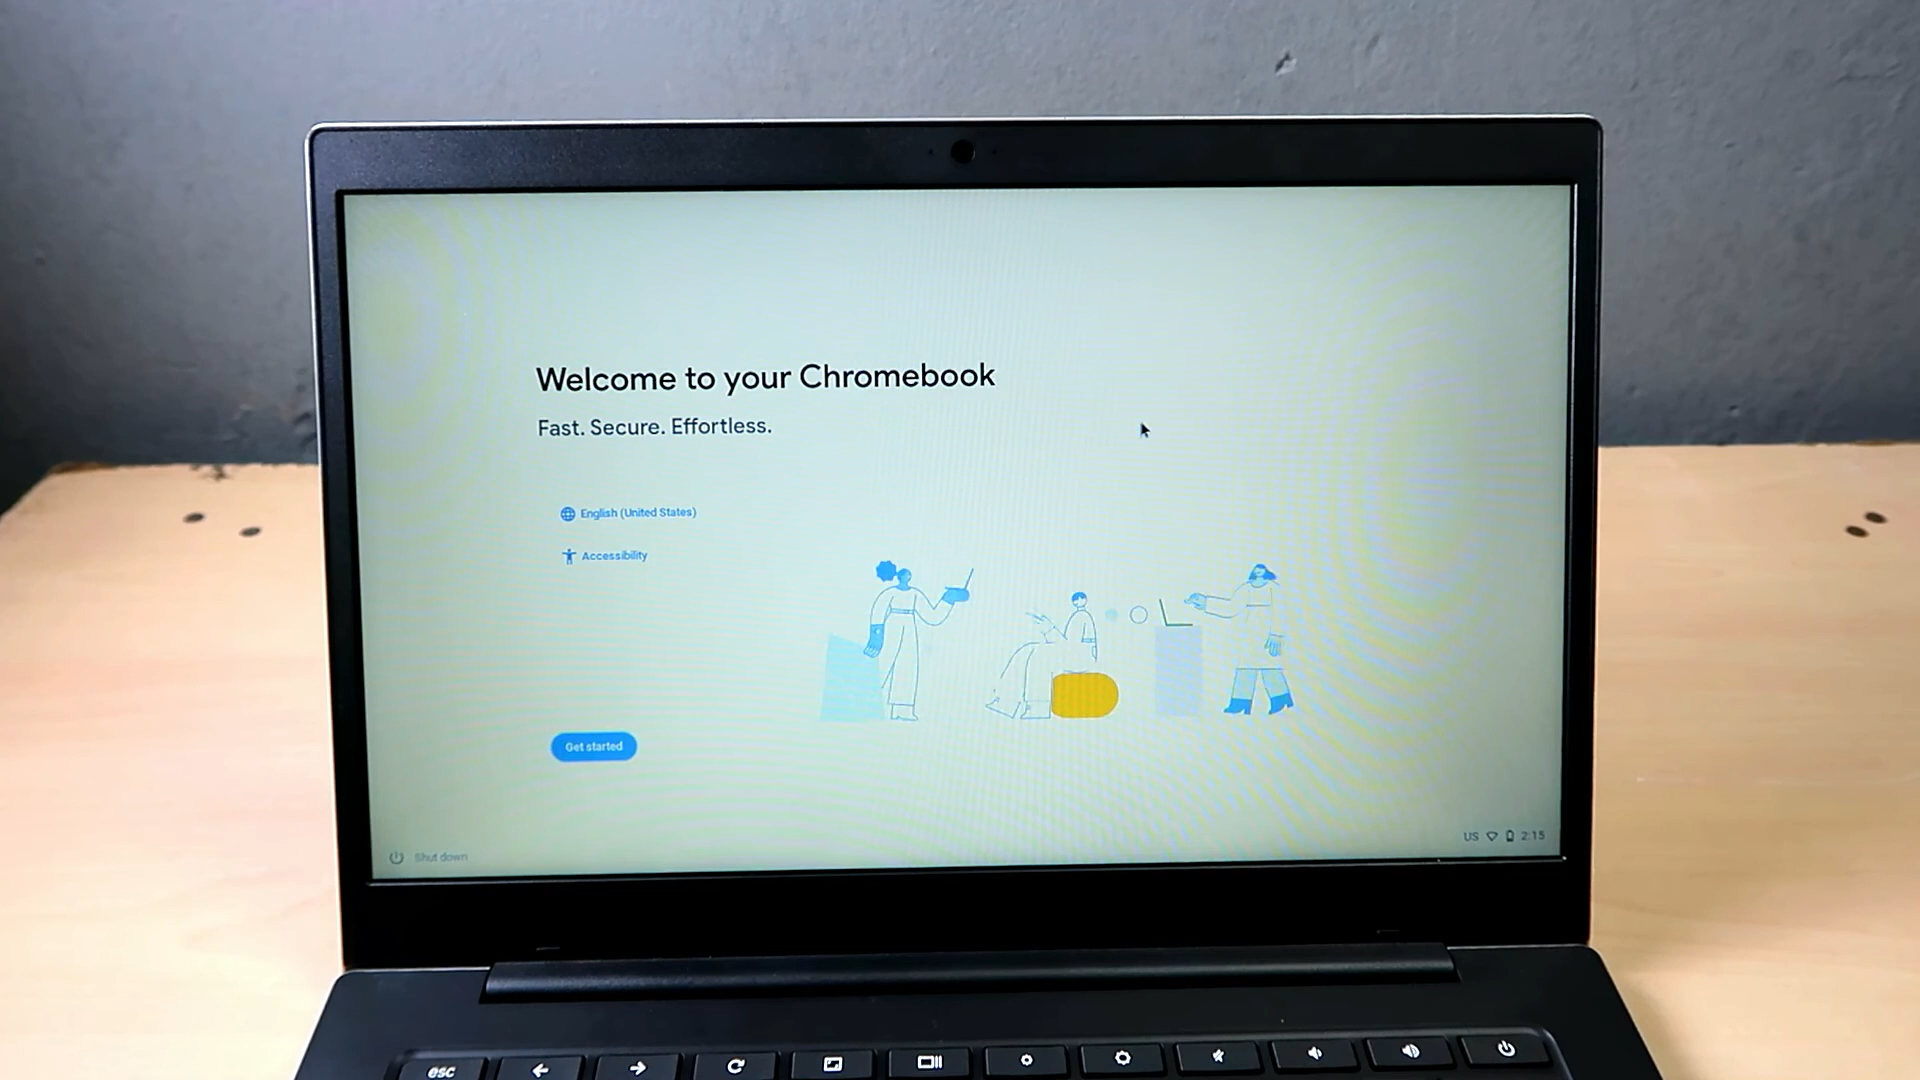 Welcome to your Chromebook
Fast. Secure. Effortless.
English (United States)
Accessibility
Get started
Shut down
US 2:15
esc